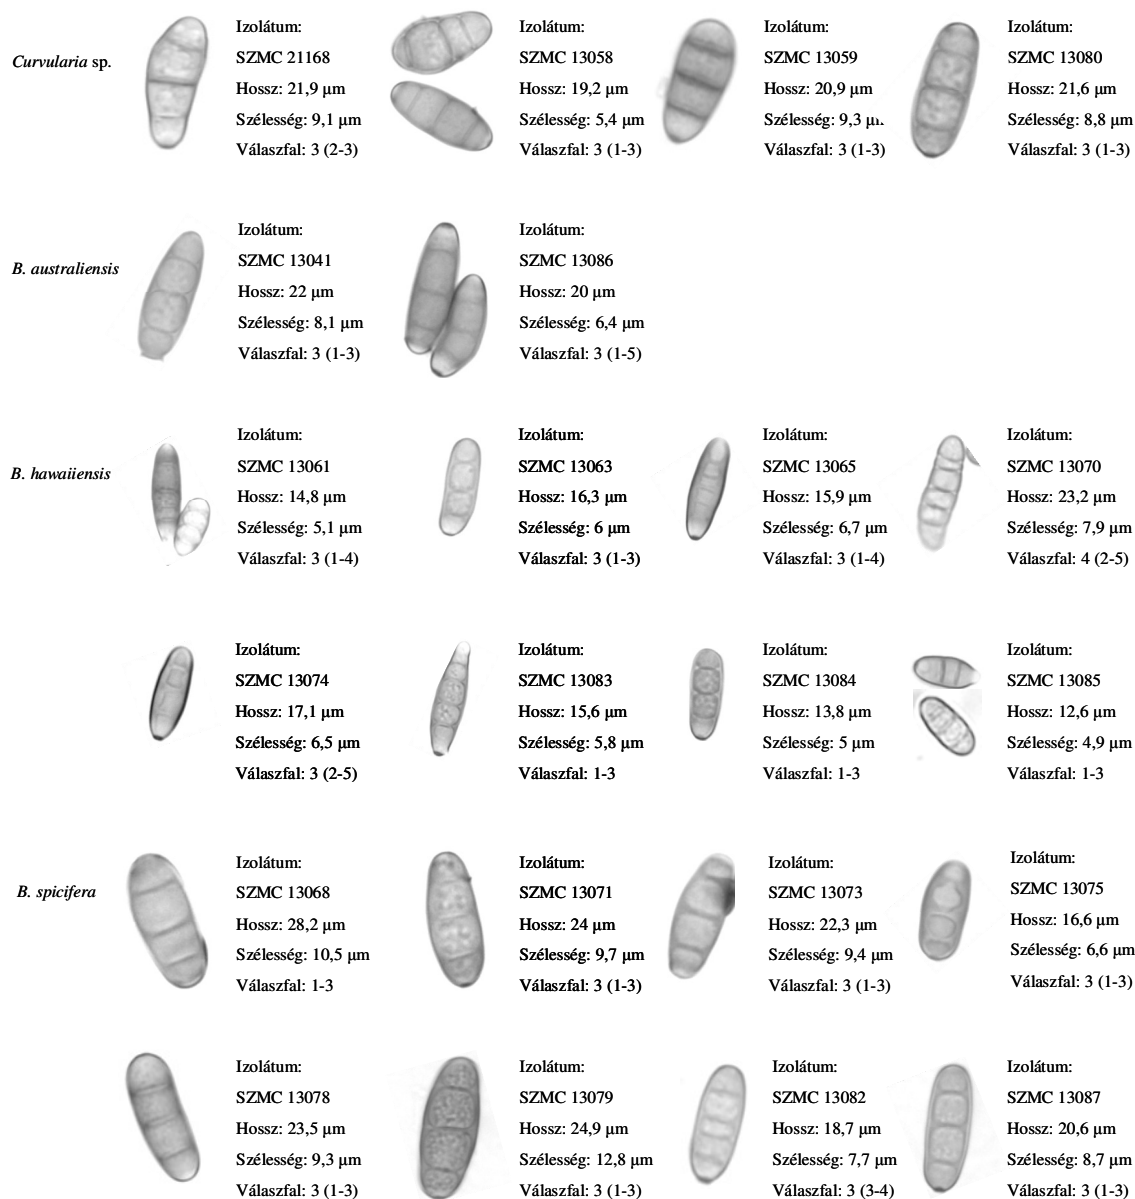 Curvularia sp.
Izolátum:
SZMC 21168
Hossz: 21,9 µm
Szélesség: 9,1 µm
Válaszfal: 3 (2-3)
Izolátum:
SZMC 13058
Hossz: 19,2 µm
Szélesség: 5,4 µm
Válaszfal: 3 (1-3)
Izolátum:
SZMC 13059
Hossz: 20,9 µm
Szélesség: 9,3 µm
Válaszfal: 3 (1-3)
Izolátum:
SZMC 13080
Hossz: 21,6 µm
Szélesség: 8,8 µm
Válaszfal: 3 (1-3)
B. australiensis
Izolátum:
SZMC 13041
Hossz: 22 µm
Szélesség: 8,1 µm
Válaszfal: 3 (1-3)
Izolátum:
SZMC 13086
Hossz: 20 µm
Szélesség: 6,4 µm
Válaszfal: 3 (1-5)
B. hawaiiensis
Izolátum:
SZMC 13061
Hossz: 14,8 µm
Szélesség: 5,1 µm
Válaszfal: 3 (1-4)
Izolátum:
SZMC 13063
Hossz: 16,3 µm
Szélesség: 6 µm
Válaszfal: 3 (1-3)
Izolátum:
SZMC 13065
Hossz: 15,9 µm
Szélesség: 6,7 µm
Válaszfal: 3 (1-4)
Izolátum:
SZMC 13070
Hossz: 23,2 µm
Szélesség: 7,9 µm
Válaszfal: 4 (2-5)
Izolátum:
SZMC 13074
Hossz: 17,1 µm
Szélesség: 6,5 µm
Válaszfal: 3 (2-5)
Izolátum:
SZMC 13083
Hossz: 15,6 µm
Szélesség: 5,8 µm
Válaszfal: 1-3
Izolátum:
SZMC 13084
Hossz: 13,8 µm
Szélesség: 5 µm
Válaszfal: 1-3
Izolátum:
SZMC 13085
Hossz: 12,6 µm
Szélesség: 4,9 µm
Válaszfal: 1-3
B. spicifera
Izolátum:
SZMC 13068
Hossz: 28,2 µm
Szélesség: 10,5 µm
Válaszfal: 1-3
Izolátum:
SZMC 13071
Hossz: 24 µm
Szélesség: 9,7 µm
Válaszfal: 3 (1-3)
Izolátum:
SZMC 13073
Hossz: 22,3 µm
Szélesség: 9,4 µm
Válaszfal: 3 (1-3)
Izolátum:
SZMC 13075
Hossz: 16,6 µm
Szélesség: 6,6 µm
Válaszfal: 3 (1-3)
Izolátum:
SZMC 13078
Hossz: 23,5 µm
Szélesség: 9,3 µm
Válaszfal: 3 (1-3)
Izolátum:
SZMC 13079
Hossz: 24,9 µm
Szélesség: 12,8 µm
Válaszfal: 3 (1-3)
Izolátum:
SZMC 13082
Hossz: 18,7 µm
Szélesség: 7,7 µm
Válaszfal: 3 (3-4)
Izolátum:
SZMC 13087
Hossz: 20,6 µm
Szélesség: 8,7 µm
Válaszfal: 3 (1-3)